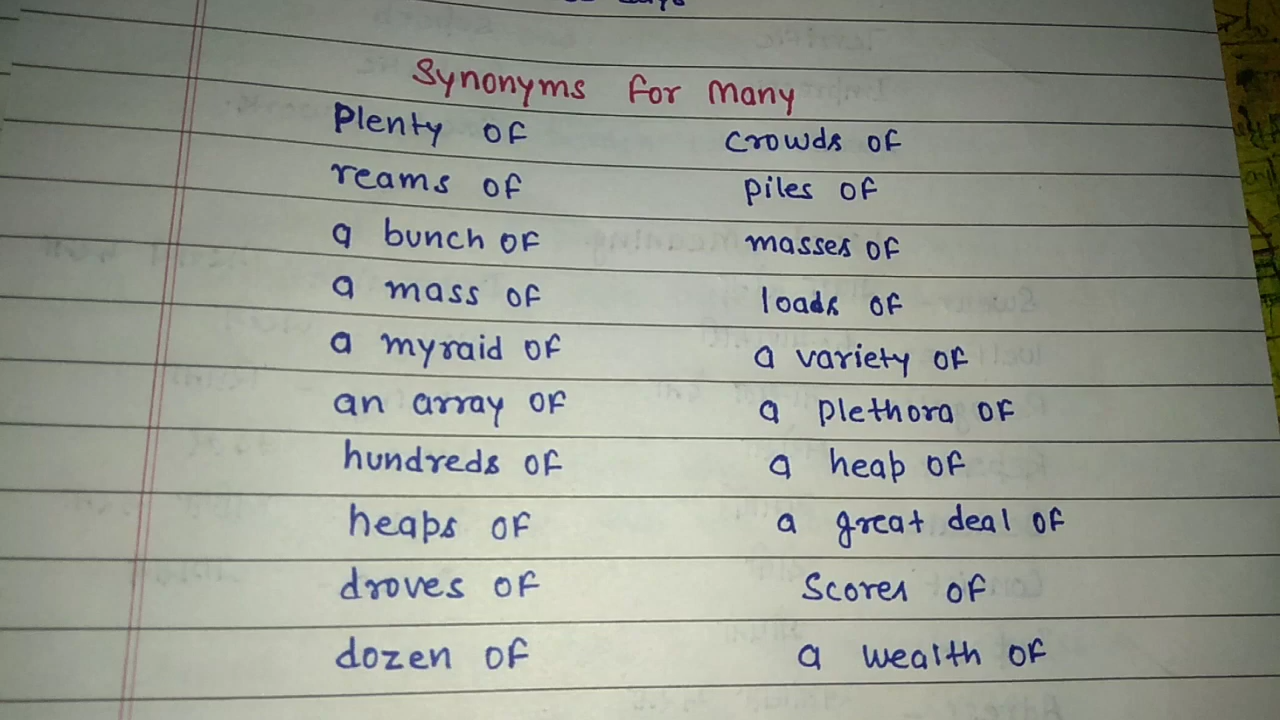 Synonyms for many
Plenty of crowds of
reams of piles of
a bunch of masses of
a mass of loads of
a myraid of a variety of
an array of a plethora of
hundreds of a heap of
heaps of a great deal of
droves of Scores of
dozen of a wealth of